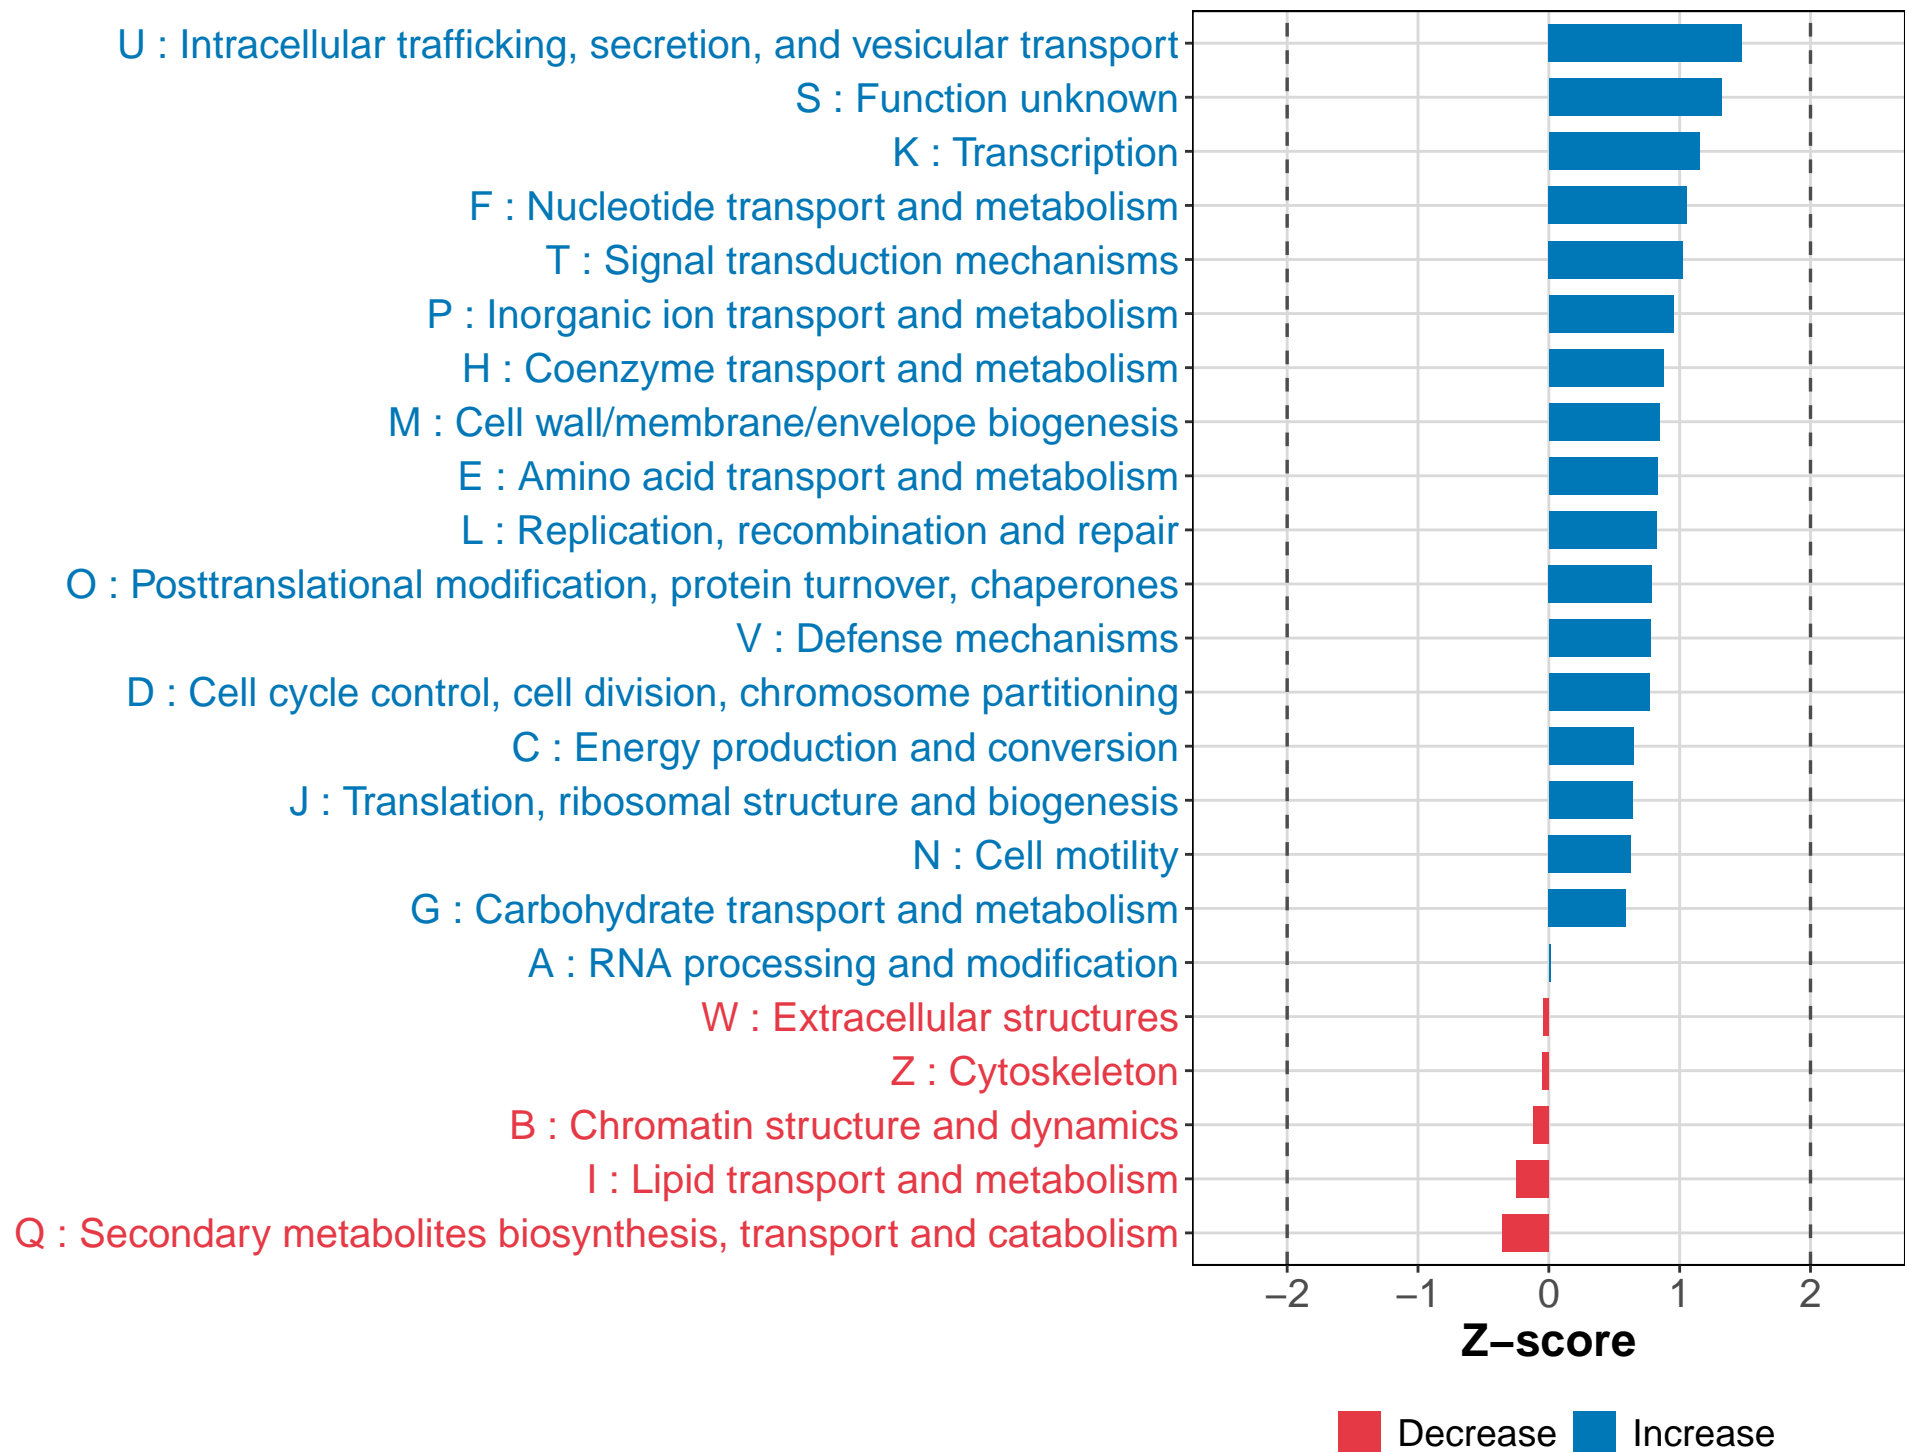 U : Intracellular trafficking, secretion, and vesicular transport
S : Function unknown
K : Transcription
F : Nucleotide transport and metabolism
T : Signal transduction mechanisms
P : Inorganic ion transport and metabolism
H : Coenzyme transport and metabolism
M : Cell wall/membrane/envelope biogenesis
E : Amino acid transport and metabolism
L : Replication, recombination and repair
O : Posttranslational modification, protein turnover, chaperones
V : Defense mechanisms
D : Cell cycle control, cell division, chromosome partitioning
C : Energy production and conversion
J : Translation, ribosomal structure and biogenesis
N : Cell motility
G : Carbohydrate transport and metabolism
A : RNA processing and modification
W : Extracellular structures
Z : Cytoskeleton
B : Chromatin structure and dynamics
I : Lipid transport and metabolism
Q : Secondary metabolites biosynthesis, transport and catabolism
−2 −1 0 1 2
Z−score
Decrease Increase